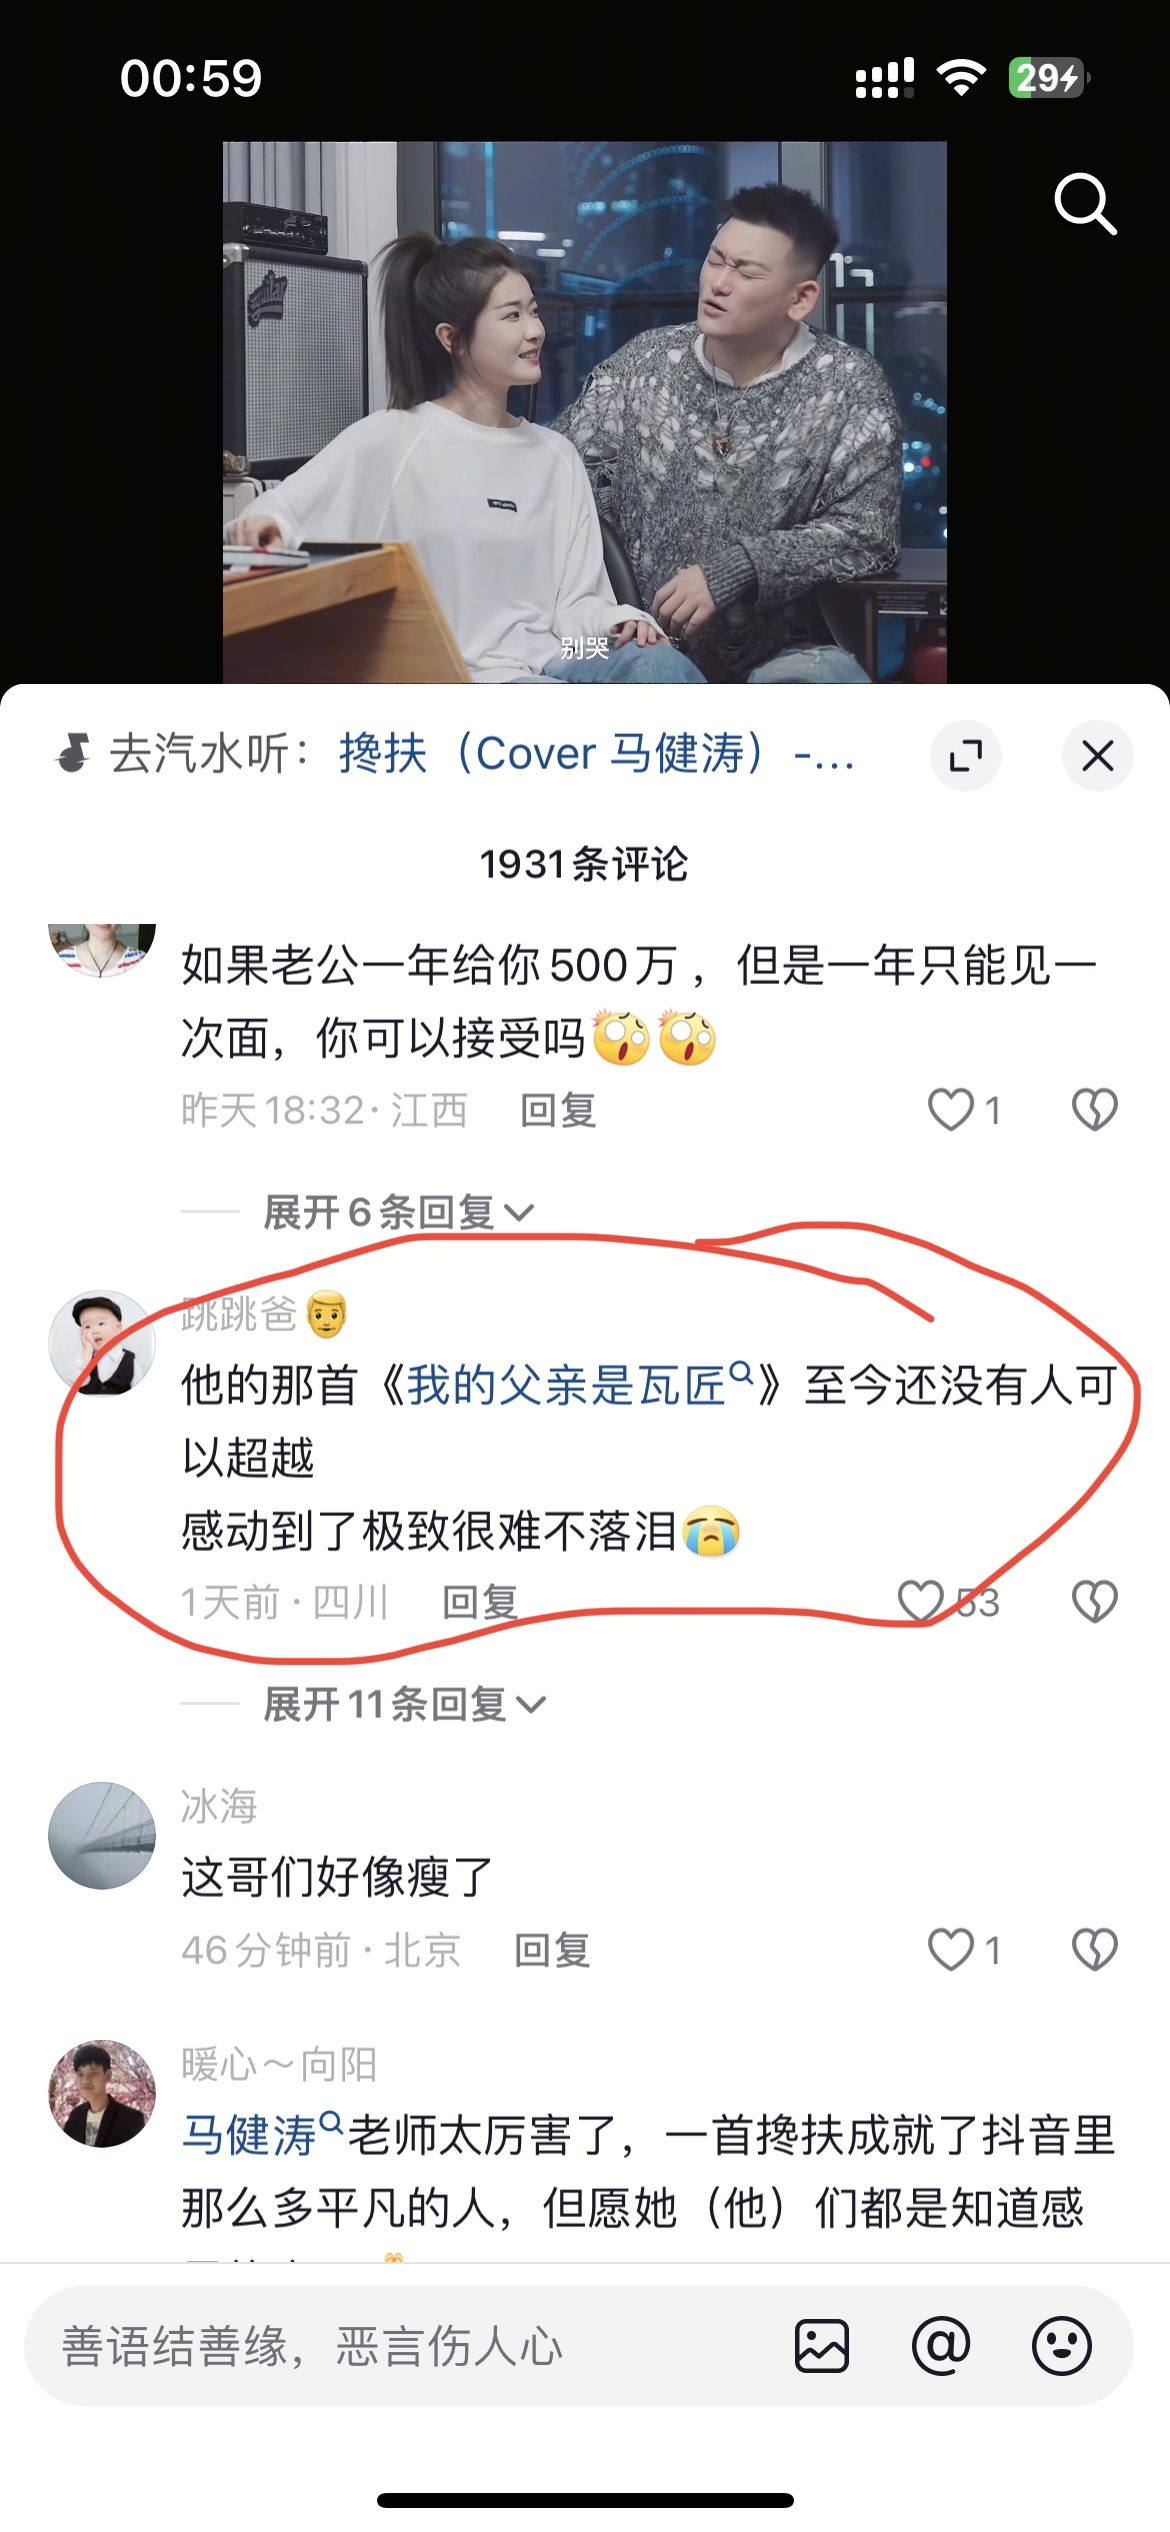 00:59
29
别哭
去汽水听：搀扶（Cover 马健涛）-...
1931条评论
如果老公一年给你500万，但是一年只能见一
次面，你可以接受吗😱😱
昨天18:32·江西 回复 1
展开6条回复
跳跳爸👨
他的那首《我的父亲是瓦匠》至今还没有人可
以超越
感动到了极致很难不落泪😭
1天前·四川 回复 53
展开11条回复
冰海
这哥们好像瘦了
46分钟前·北京 回复 1
暖心～向阳
马健涛老师太厉害了，一首搀扶成就了抖音里
那么多平凡的人，但愿她（他）们都是知道感
善语结善缘，恶言伤人心